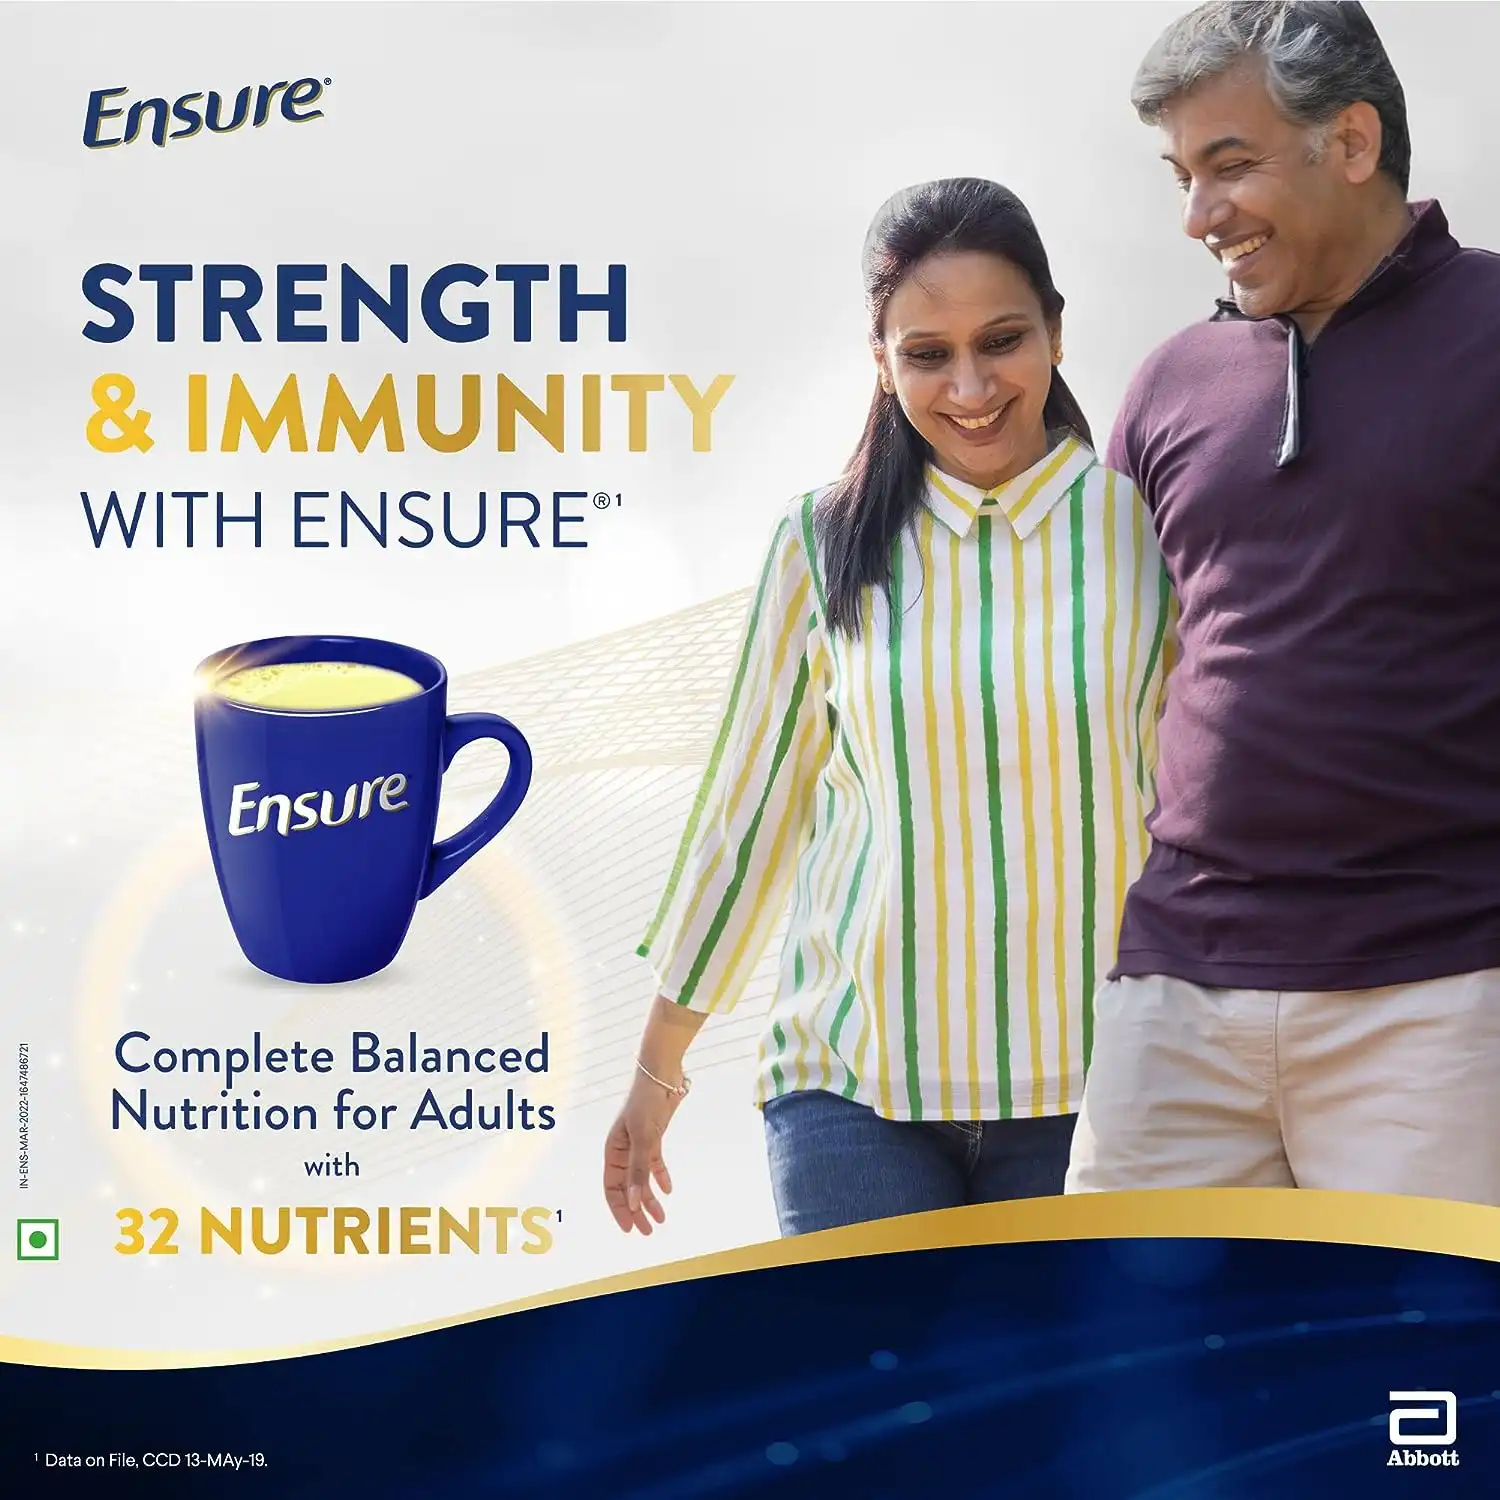 Ensure®
STRENGTH
& IMMUNITY
WITH ENSURE®1
Ensure
Complete Balanced
Nutrition for Adults
with
32 NUTRIENTS1
IN-ENS-MAR-2022-1647486721
1 Data on File, CCD 13-MAy-19.
Abbott